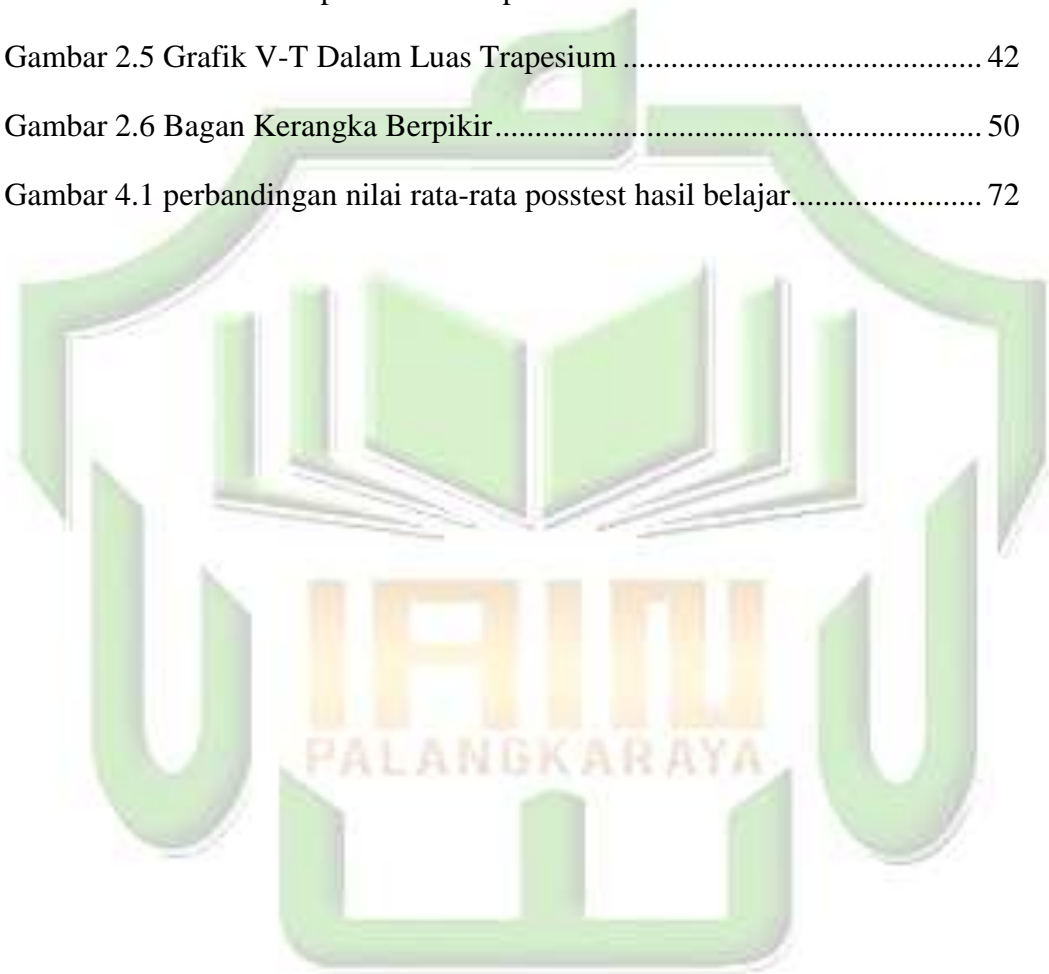 Gambar 2.5 Grafik V-T Dalam Luas Trapesium ............................................ 42
Gambar 2.6 Bagan Kerangka Berpikir............................................................ 50
Gambar 4.1 perbandingan nilai rata-rata posstest hasil belajar........................ 72
IAIN
PALANGKARAYA